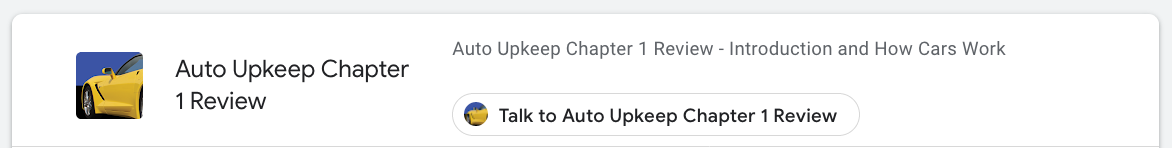 Auto Upkeep Chapter
1 Review
Auto Upkeep Chapter 1 Review - Introduction and How Cars Work
Talk to Auto Upkeep Chapter 1 Review